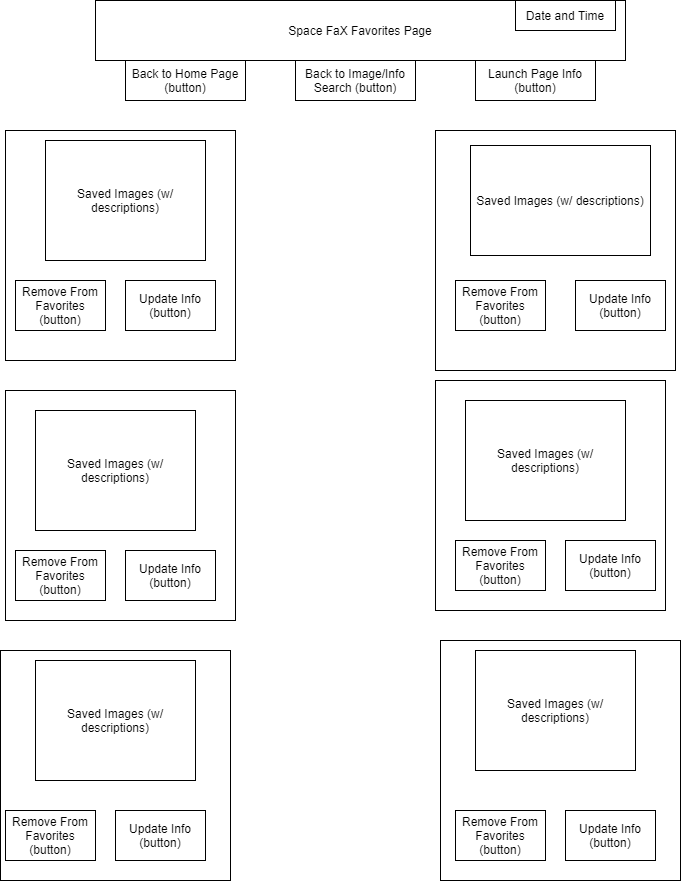 Date and Time
Space FaX Favorites Page
Back to Home Page
(button)
Back to Image/Info
Search (button)
Launch Page Info
(button)
Saved Images (w/
descriptions)
Remove From
Favorites
(button)
Update Info
(button)
Saved Images (w/ descriptions)
Remove From
Favorites
(button)
Update Info
(button)
Saved Images (w/
descriptions)
Remove From
Favorites
(button)
Update Info
(button)
Saved Images (w/
descriptions)
Remove From
Favorites
(button)
Update Info
(button)
Saved Images (w/
descriptions)
Remove From
Favorites
(button)
Update Info
(button)
Saved Images (w/
descriptions)
Remove From
Favorites
(button)
Update Info
(button)